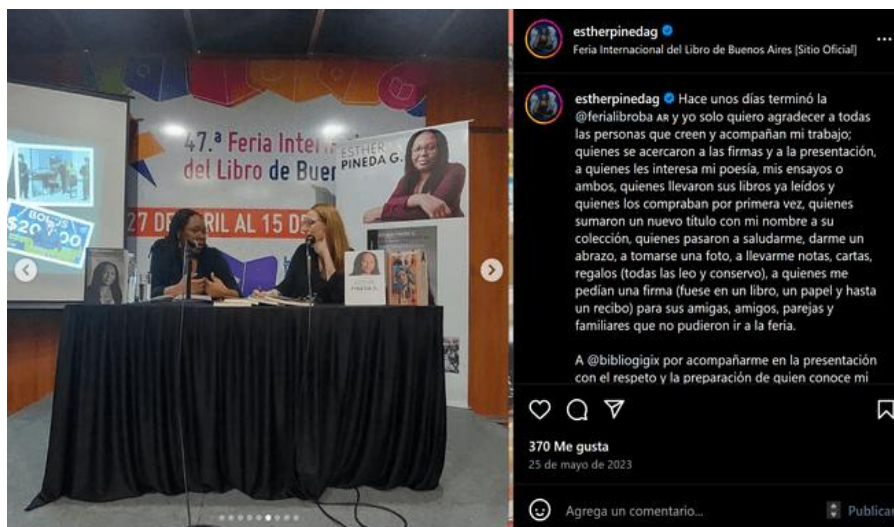 47.ª Feria Inter
del Libro de Buen
27 DE ABRIL AL 15 DE
ESTHER
PINEDA G.
$20.700
PINEDA G.
estherpinedag
Feria Internacional del Libro de Buenos Aires [Sitio Oficial]
estherpinedag Hace unos días terminó la
@ferialibroba AR y yo solo quiero agradecer a todas
las personas que creen y acompañan mi trabajo;
quienes se acercaron a las firmas y a la presentación,
a quienes les interesa mi poesía, mis ensayos o
ambos, quienes llevaron sus libros ya leídos y
quienes los compraban por primera vez, quienes
sumaron un nuevo título con mi nombre a su
colección, quienes pasaron a saludarme, darme un
abrazo, a tomarse una foto, a llevarme notas, cartas,
regalos (todas las leo y conservo), a quienes me
pedían una firma (fuese en un libro, un papel y hasta
un recibo) para sus amigas, amigos, parejas y
familiares que no pudieron ir a la feria.
A @bibliogigix por acompañarme en la presentación
con el respeto y la preparación de quien conoce mi
370 Me gusta
25 de mayo de 2023
Agrega un comentario...
Publicar